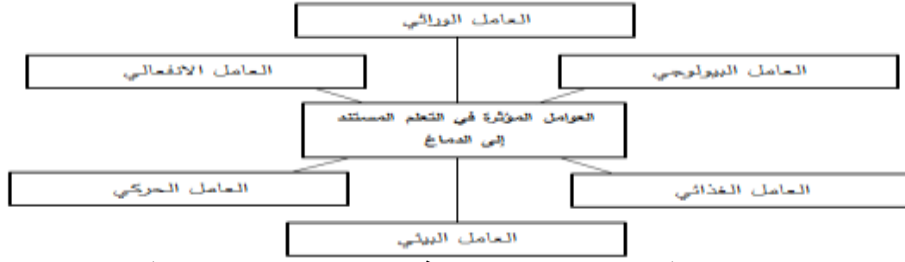 العامل الوراثي
العامل البيولوجي
العامل الانفعالي
العوامل المؤثرة في التعلم المستند
إلى الدماغ
العامل الغذائي
العامل الحركي
العامل البيئي